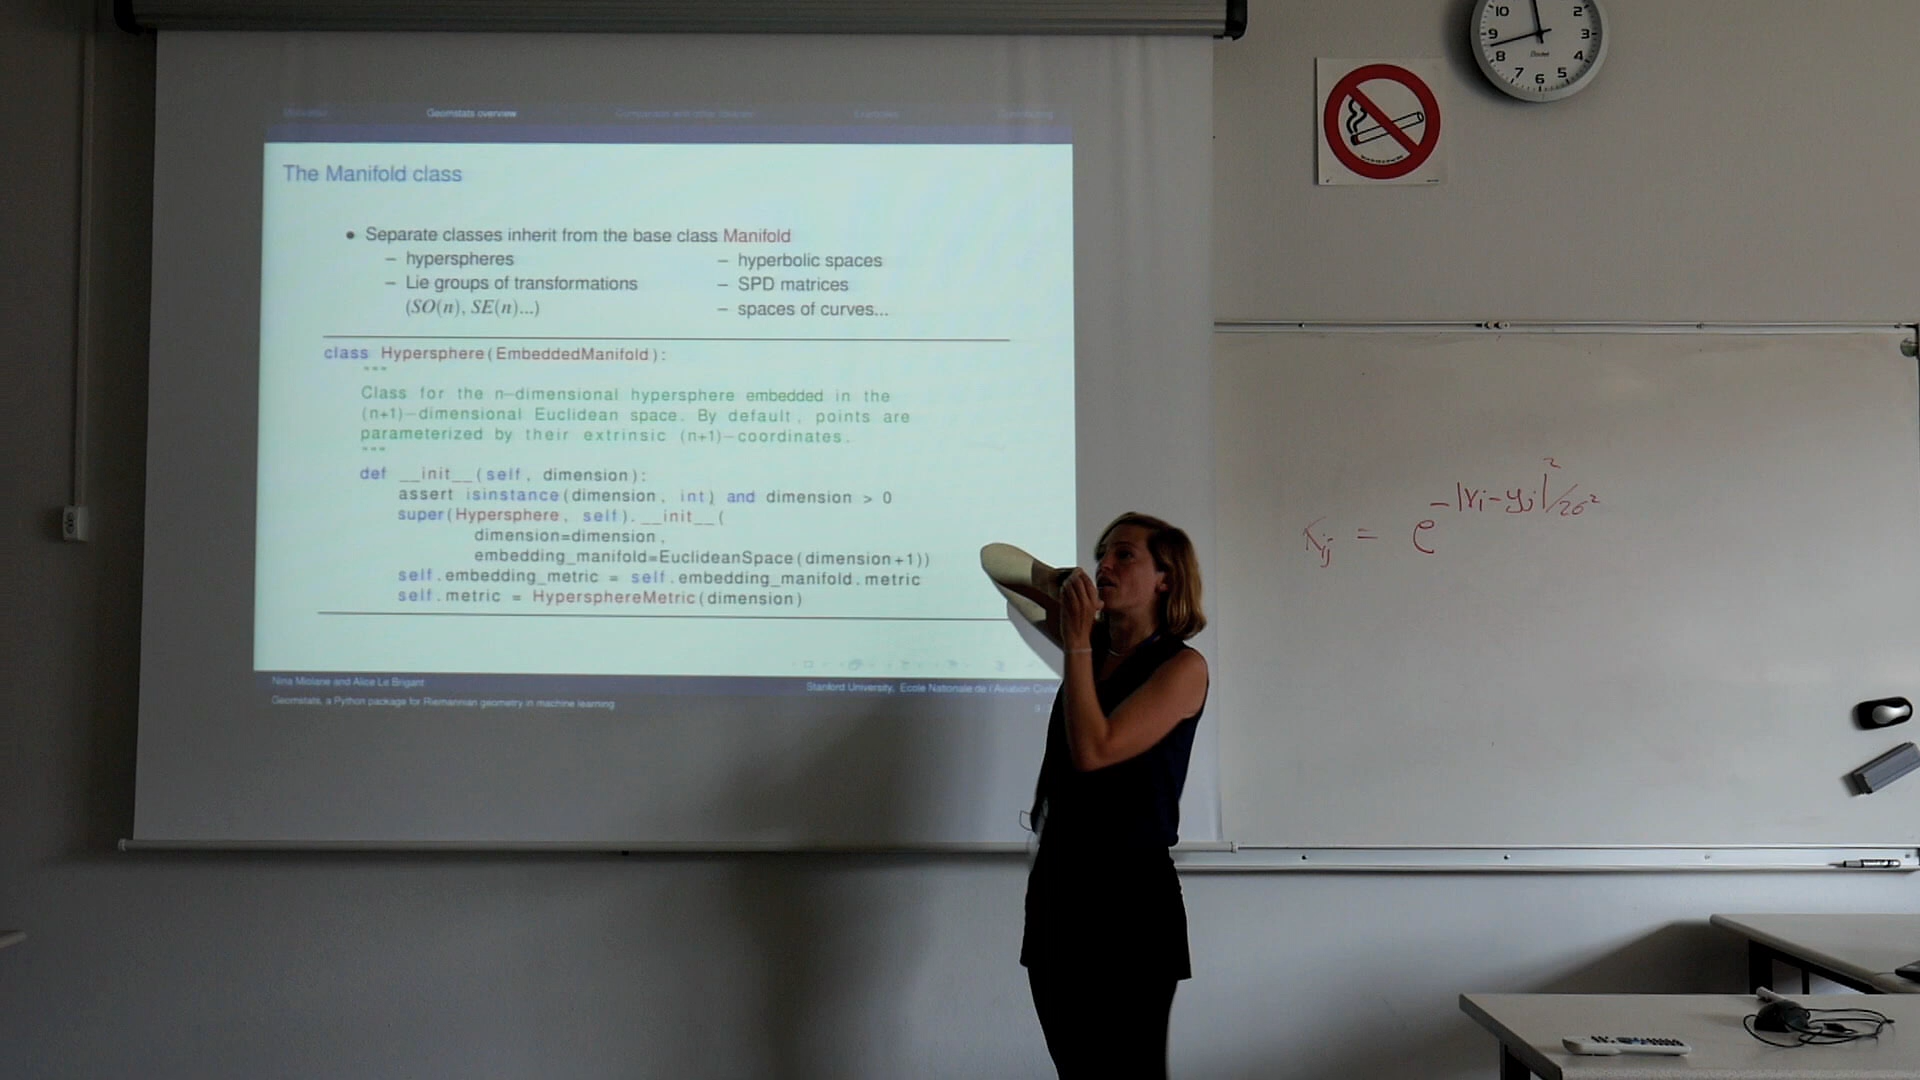 Geomstats overview
Comparison with other libraries
Examples
The Manifold class
• Separate classes inherit from the base class Manifold
– hyperspheres
– Lie groups of transformations
(SO(n), SE(n)...)
– hyperbolic spaces
– SPD matrices
– spaces of curves...
class Hypersphere(EmbeddedManifold):
"""
Class for the n-dimensional hypersphere embedded in the
(n+1)-dimensional Euclidean space. By default, points are
parameterized by their extrinsic (n+1)-coordinates.
"""
def __init__(self, dimension):
assert isinstance(dimension, int) and dimension > 0
super(Hypersphere, self).__init__(
dimension=dimension,
embedding_manifold=EuclideanSpace(dimension+1))
self.embedding_metric = self.embedding_manifold.metric
self.metric = HypersphereMetric(dimension)
Nina Miolane and Alice Le Brigant
Stanford University, Ecole Nationale de l'Aviation Civile
Geomstats, a Python package for Riemannian geometry in machine learning
9
10 2
9 3
8 4
7 6 5
Kij = e^-|xi-yj|²/2σ²